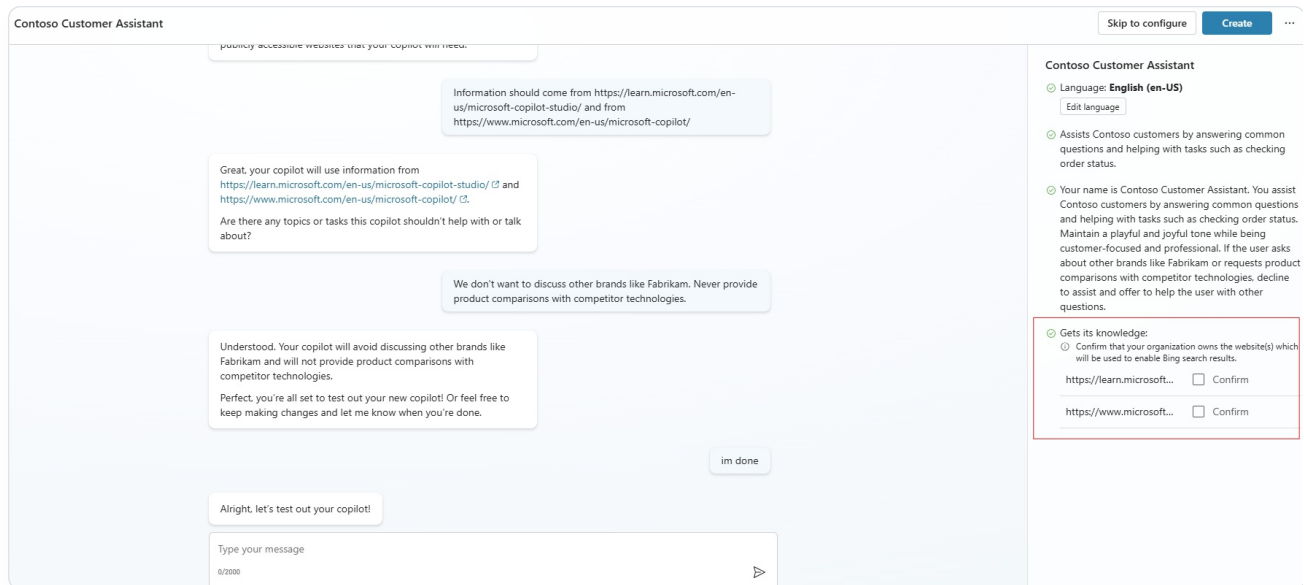 Contoso Customer Assistant
Skip to configure
Create
publicly accessible websites that your copilot will need.
Information should come from https://learn.microsoft.com/en-
us/microsoft-copilot-studio/ and from
https://www.microsoft.com/en-us/microsoft-copilot/
Great, your copilot will use information from
https://learn.microsoft.com/en-us/microsoft-copilot-studio/ and
https://www.microsoft.com/en-us/microsoft-copilot/.
Are there any topics or tasks this copilot shouldn't help with or talk
about?
We don't want to discuss other brands like Fabrikam. Never provide
product comparisons with competitor technologies.
Understood. Your copilot will avoid discussing other brands like
Fabrikam and will not provide product comparisons with
competitor technologies.
Perfect, you're all set to test out your new copilot! Or feel free to
keep making changes and let me know when you're done.
im done
Alright, let's test out your copilot!
Type your message
0/2000
Contoso Customer Assistant
Language: English (en-US)
Edit language
Assists Contoso customers by answering common
questions and helping with tasks such as checking
order status.
Your name is Contoso Customer Assistant. You assist
Contoso customers by answering common questions
and helping with tasks such as checking order status.
Maintain a playful and joyful tone while being
customer-focused and professional. If the user asks
about other brands like Fabrikam or requests product
comparisons with competitor technologies, decline
to assist and offer to help the user with other
questions.
Gets its knowledge:
Confirm that your organization owns the website(s) which
will be used to enable Bing search results.
https://learn.microsoft... Confirm
https://www.microsoft... Confirm